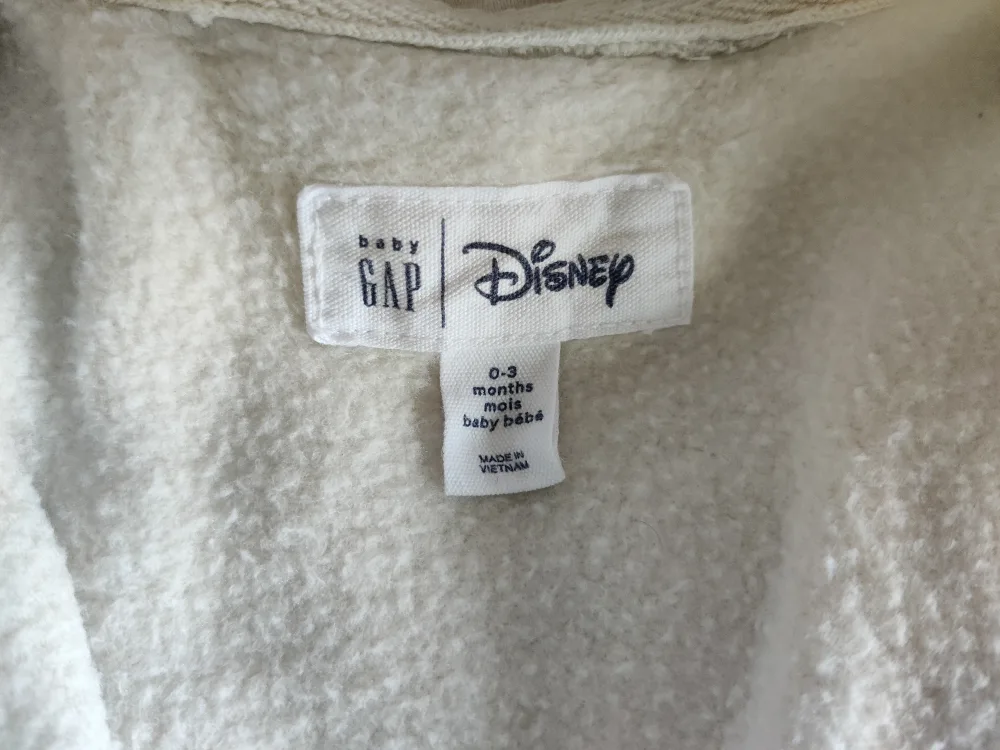 baby
GAP
Disney
0-3
months
mois
baby bébé
MADE IN
VIETNAM